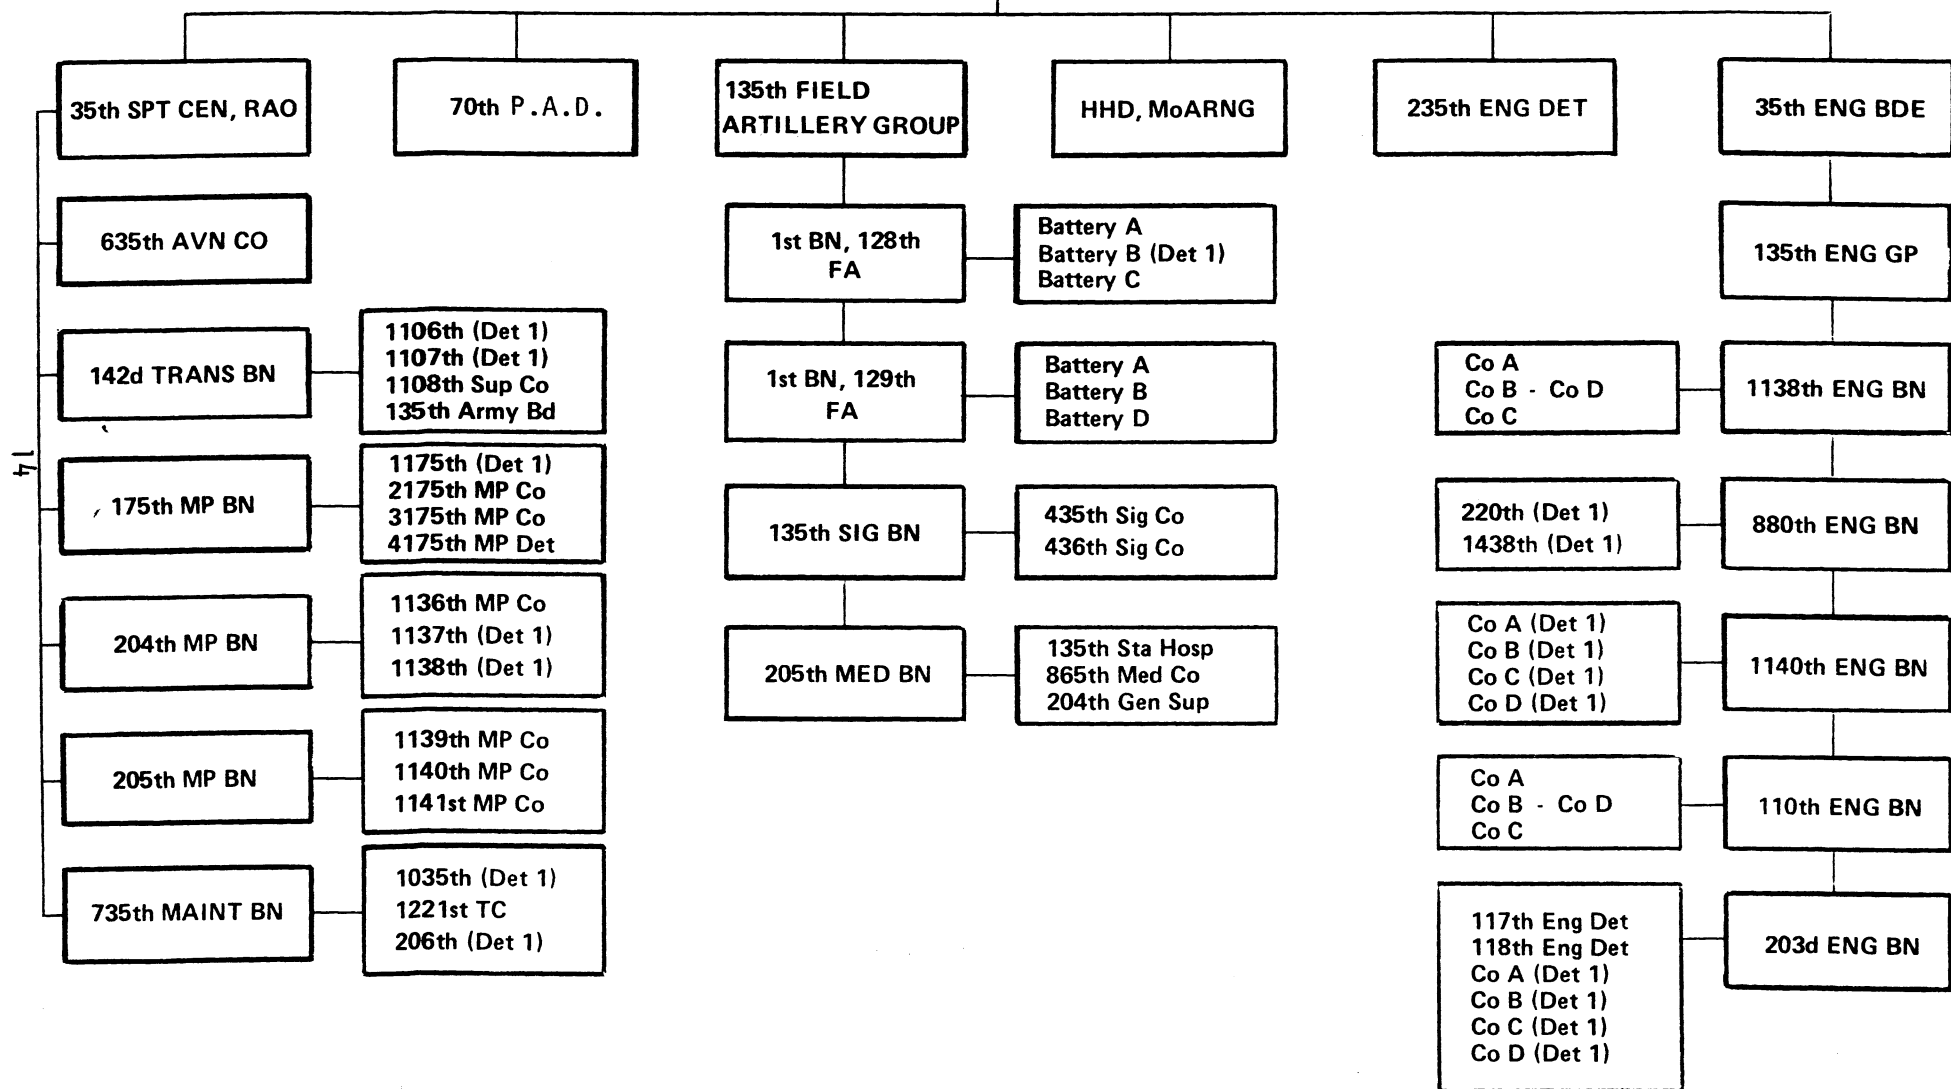 35th SPT CEN, RAO
70th P.A.D.
135th FIELD
ARTILLERY GROUP
HHD, MoARNG
235th ENG DET
35th ENG BDE
635th AVN CO
142d TRANS BN
1106th (Det 1)
1107th (Det 1)
1108th Sup Co
135th Army Bd
175th MP BN
1175th (Det 1)
2175th MP Co
3175th MP Co
4175th MP Det
204th MP BN
1136th MP Co
1137th (Det 1)
1138th (Det 1)
205th MP BN
1139th MP Co
1140th MP Co
1141st MP Co
735th MAINT BN
1035th (Det 1)
1221st TC
206th (Det 1)
1st BN, 128th
FA
Battery A
Battery B (Det 1)
Battery C
1st BN, 129th
FA
Battery A
Battery B
Battery D
135th SIG BN
435th Sig Co
436th Sig Co
205th MED BN
135th Sta Hosp
865th Med Co
204th Gen Sup
135th ENG GP
Co A
Co B - Co D
Co C
1138th ENG BN
220th (Det 1)
1438th (Det 1)
880th ENG BN
Co A (Det 1)
Co B (Det 1)
Co C (Det 1)
Co D (Det 1)
1140th ENG BN
Co A
Co B - Co D
Co C
110th ENG BN
117th Eng Det
118th Eng Det
Co A (Det 1)
Co B (Det 1)
Co C (Det 1)
Co D (Det 1)
203d ENG BN
14